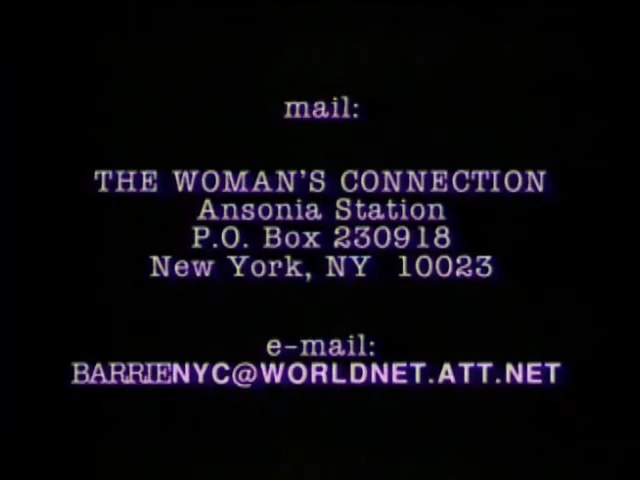 mail:
THE WOMAN'S CONNECTION
Ansonia Station
P.O. Box 230918
New York, NY 10023
e-mail:
BARRIENYC@WORLDNET.ATT.NET